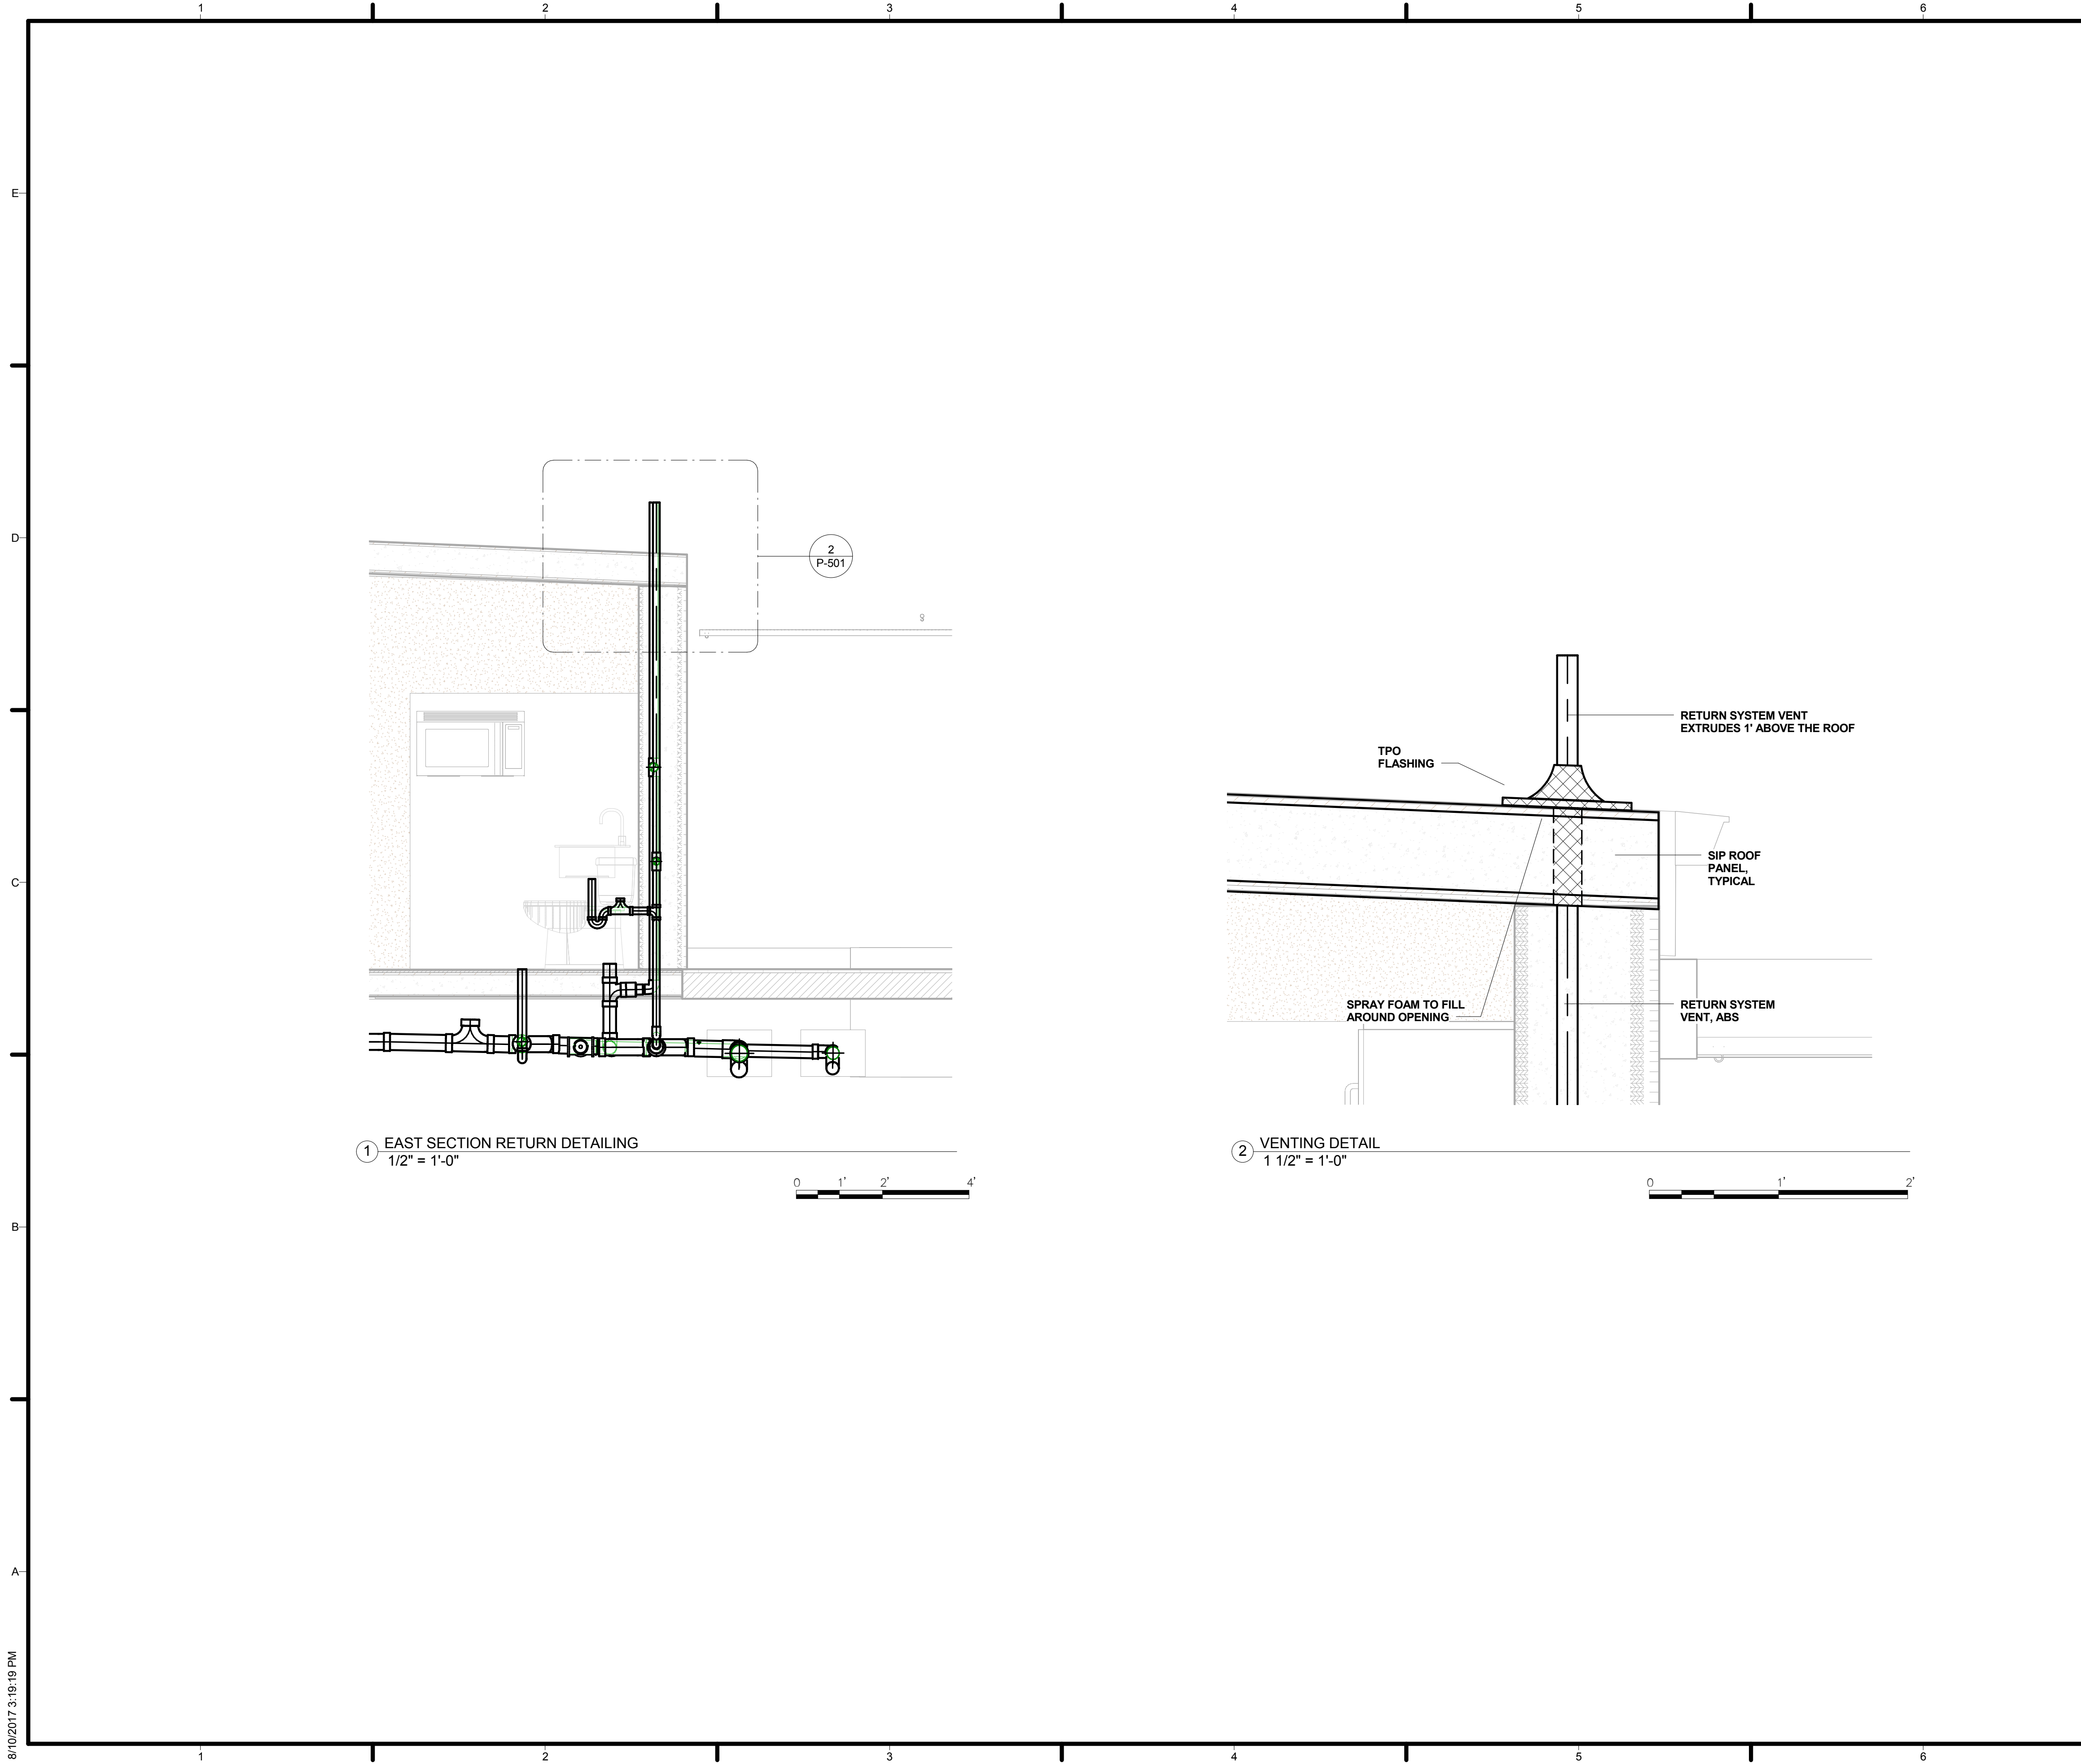 1 2 3 4 5 6
E
D
C
B
A
2
P-501
RETURN SYSTEM VENT
EXTRUDES 1' ABOVE THE ROOF
TPO
FLASHING
SIP ROOF
PANEL,
TYPICAL
SPRAY FOAM TO FILL
AROUND OPENING
RETURN SYSTEM
VENT, ABS
1 EAST SECTION RETURN DETAILING
1/2" = 1'-0"
0 1' 2' 4'
2 VENTING DETAIL
1 1/2" = 1'-0"
0 1' 2'
8/10/2017 3:19:19 PM
1 2 3 4 5 6